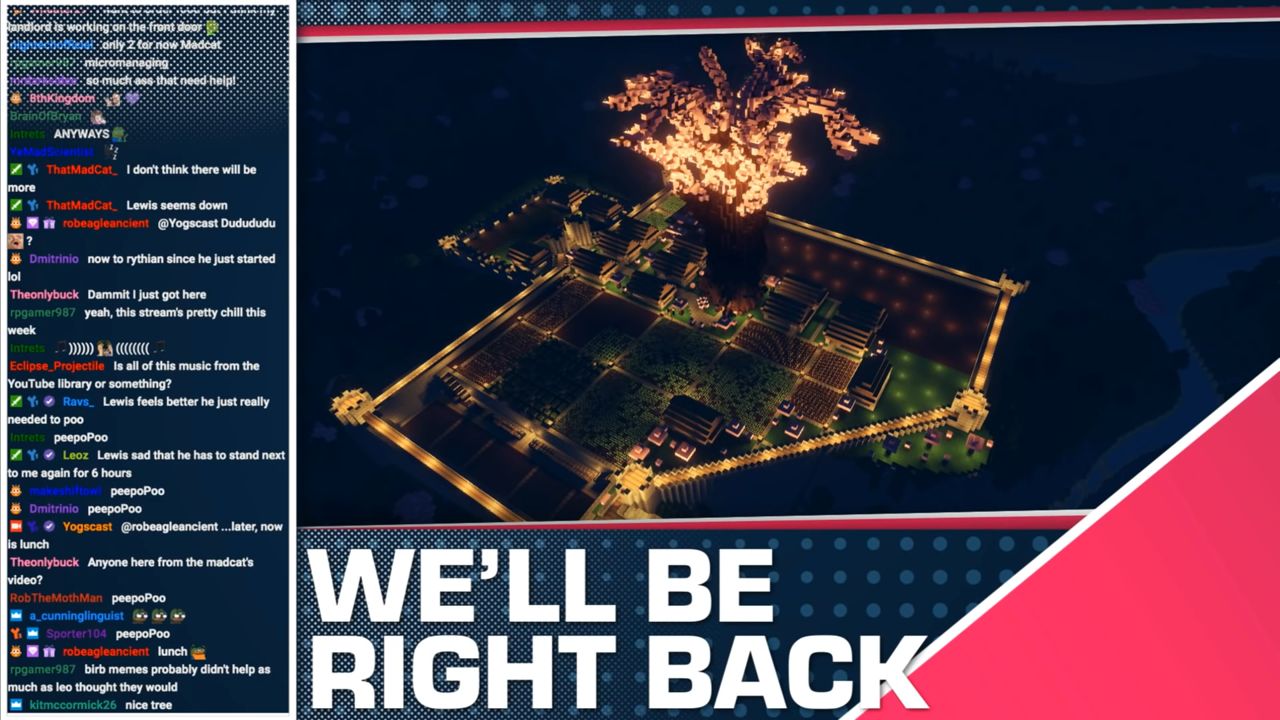 landlord is working on the front door
only 2 for now Madcat
micromanaging
so much ass that need help!
8thKingdom
BrainOfBryan
Intrets ANYWAYS
YeMadScientist
ThatMadCat_ I don't think there will be
more
ThatMadCat_ Lewis seems down
robeagleancient @Yogscast Dudududu
?
Dmitrinio now to rythian since he just started
lol
Theonlybuck Dammit I just got here
rpgamer987 yeah, this stream's pretty chill this
week
Intrets )))))) ((((((((
Eclipse_Projectile Is all of this music from the
YouTube library or something?
Ravs_ Lewis feels better he just really
needed to poo
Intrets peepoPoo
Leoz Lewis sad that he has to stand next
to me again for 6 hours
makeshiftowl peepoPoo
Dmitrinio peepoPoo
Yogscast @robeagleancient ...later, now
is lunch
Theonlybuck Anyone here from the madcat's
video?
RobTheMothMan peepoPoo
a_cunninglinguist
Sporter104 peepoPoo
robeagleancient lunch
rpgamer987 birb memes probably didn't help as
much as leo thought they would
kitmccormick26 nice tree
WE'LL BE
RIGHT BACK